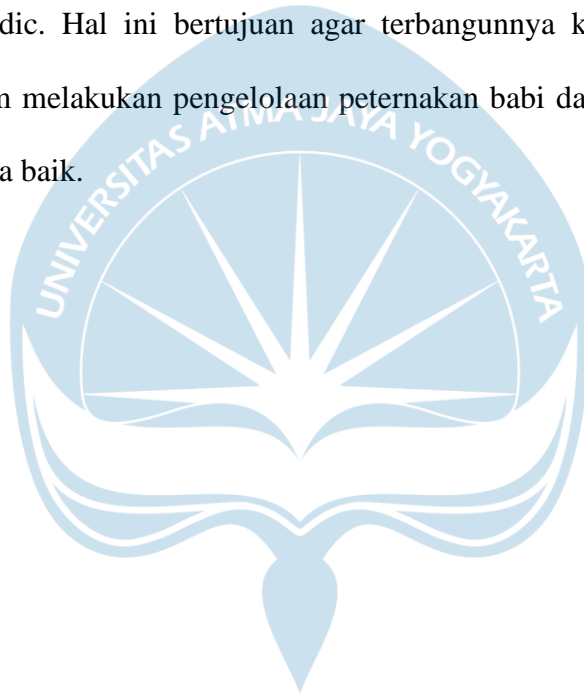 dic. Hal ini bertujuan agar terbangunnya k
melakukan pengelolaan peternakan babi da
a baik.
UNIVERSITAS ATMA JAYA YOGYAKARTA